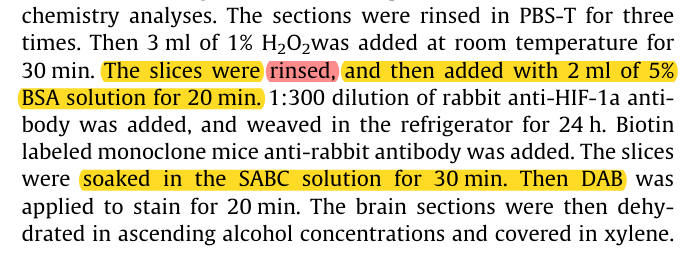 chemistry analyses. The sections were rinsed in PBS-T for three
times. Then 3 ml of 1% H₂O₂was added at room temperature for
30 min. The slices were rinsed, and then added with 2 ml of 5%
BSA solution for 20 min. 1:300 dilution of rabbit anti-HIF-1a anti-
body was added, and weaved in the refrigerator for 24 h. Biotin
labeled monoclone mice anti-rabbit antibody was added. The slices
were soaked in the SABC solution for 30 min. Then DAB was
applied to stain for 20 min. The brain sections were then dehy-
drated in ascending alcohol concentrations and covered in xylene.